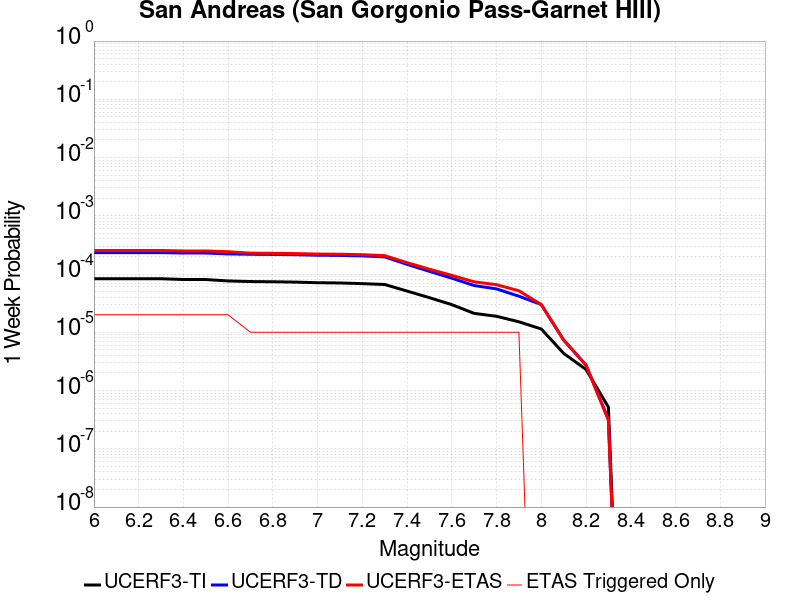 San Andreas (San Gorgonio Pass-Garnet HIll)
10^0
10^-1
10^-2
10^-3
10^-4
10^-5
10^-6
10^-7
10^-8
1 Week Probability
6 6.2 6.4 6.6 6.8 7 7.2 7.4 7.6 7.8 8 8.2 8.4 8.6 8.8 9
Magnitude
UCERF3-TI UCERF3-TD UCERF3-ETAS ETAS Triggered Only